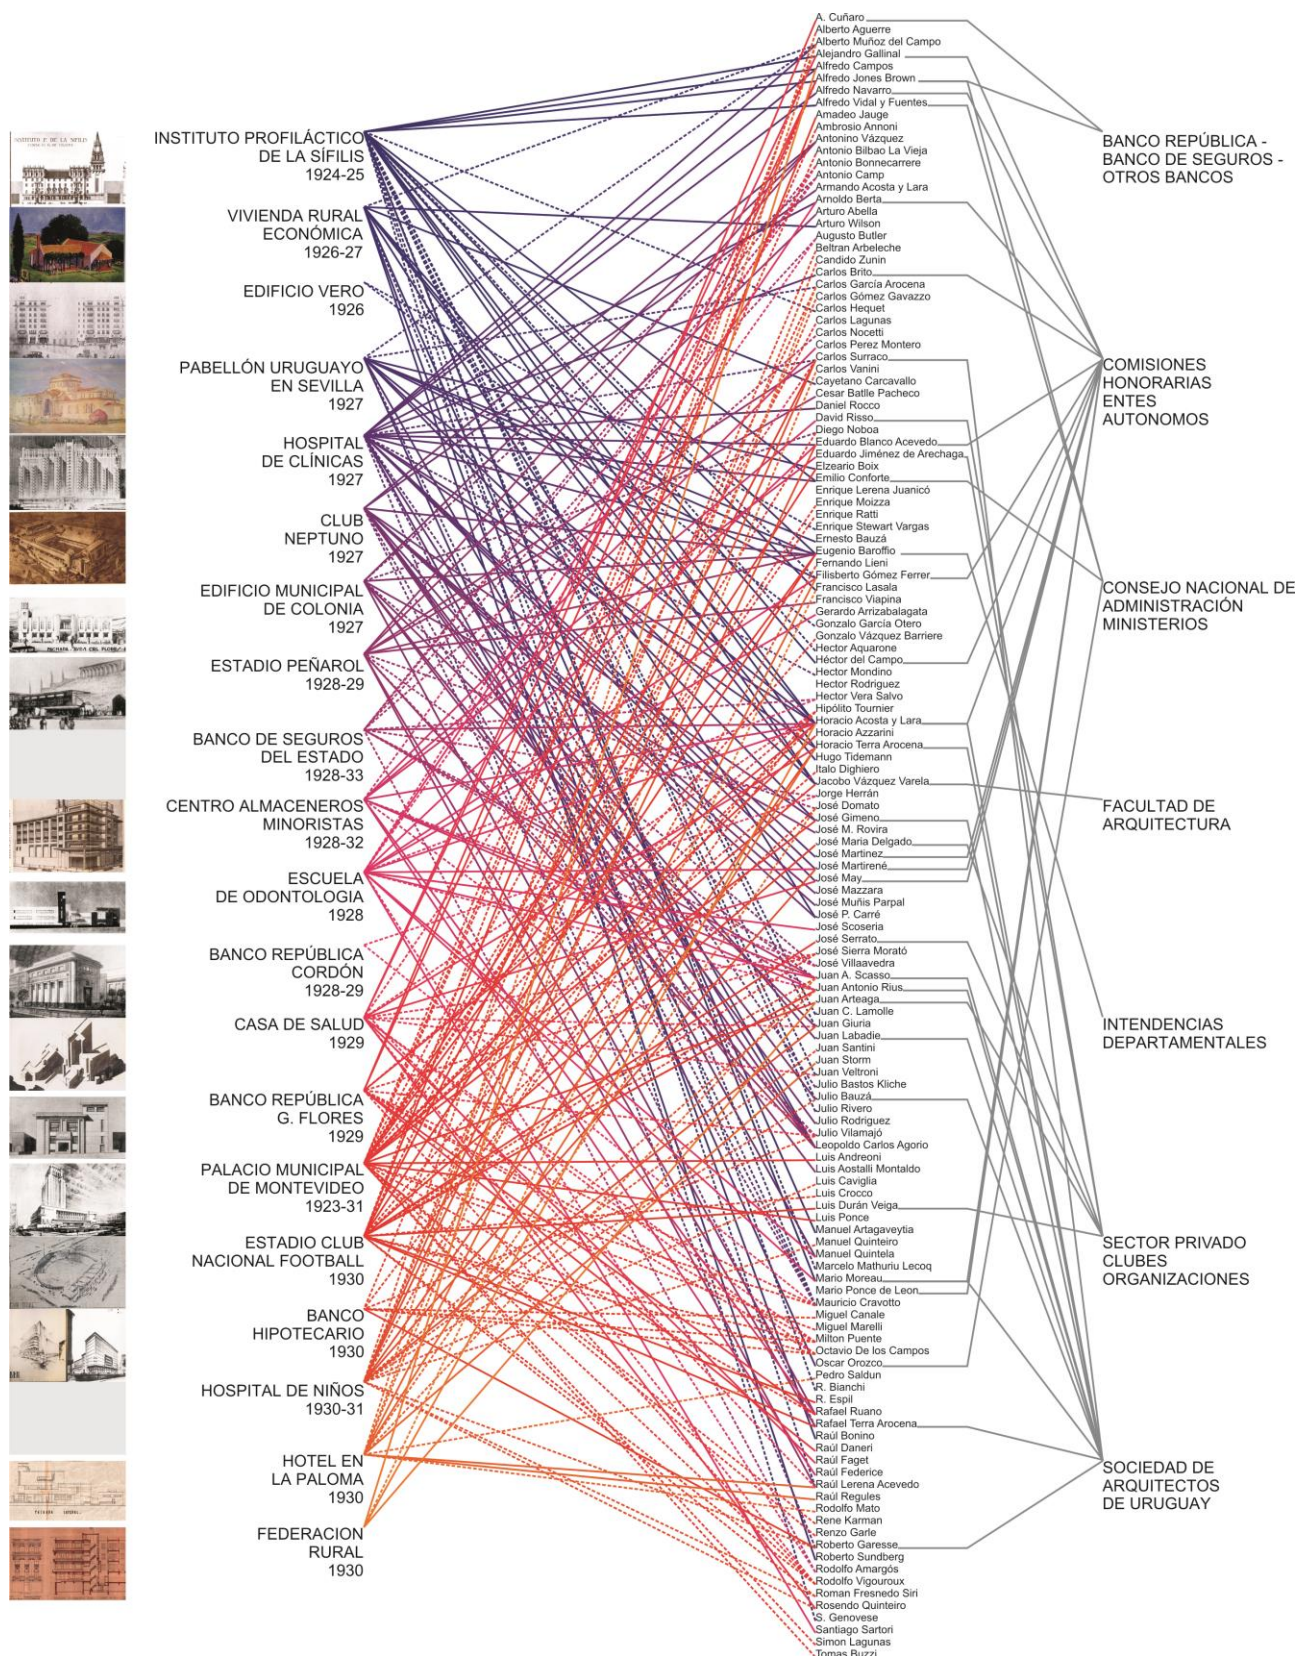 INSTITUTO PROFILÁCTICO
DE LA SÍFILIS
1924-25
VIVIENDA RURAL
ECONÓMICA
1926-27
EDIFICIO VERO
1926
PABELLÓN URUGUAYO
EN SEVILLA
1927
HOSPITAL
DE CLÍNICAS
1927
CLUB
NEPTUNO
1927
EDIFICIO MUNICIPAL
DE COLONIA
1927
ESTADIO PEÑAROL
1928-29
BANCO DE SEGUROS
DEL ESTADO
1928-33
CENTRO ALMACENEROS
MINORISTAS
1928-32
ESCUELA
DE ODONTOLOGIA
1928
BANCO REPÚBLICA
CORDÓN
1928-29
CASA DE SALUD
1929
BANCO REPÚBLICA
G. FLORES
1929
PALACIO MUNICIPAL
DE MONTEVIDEO
1923-31
ESTADIO CLUB
NACIONAL FOOTBALL
1930
BANCO
HIPOTECARIO
1930
HOSPITAL DE NIÑOS
1930-31
HOTEL EN
LA PALOMA
1930
FEDERACION
RURAL
1930
A. Cuñaro
Alberto Aguerre
Alberto Muñoz del Campo
Alejandro Gallinal
Alfredo Campos
Alfredo Jones Brown
Alfredo Navarro
Alfredo Vidal y Fuentes
Amadeo Jauge
Ambrosio Annoni
Antonino Vázquez
Antonio Bilbao La Vieja
Antonio Bonnecarrere
Antonio Camp
Armando Acosta y Lara
Arnoldo Berta
Arturo Abella
Arturo Wilson
Augusto Butler
Beltran Arbeleche
Candido Zunin
Carlos Brito
Carlos García Arocena
Carlos Gómez Gavazzo
Carlos Hequet
Carlos Lagunas
Carlos Nocetti
Carlos Perez Montero
Carlos Surraco
Carlos Vanini
Cayetano Carcavallo
Cesar Batlle Pacheco
Daniel Rocco
David Risso
Diego Noboa
Eduardo Blanco Acevedo
Eduardo Jiménez de Arechaga
Elzeario Boix
Emilio Conforte
Enrique Lerena Juanicó
Enrique Moizza
Enrique Ratti
Enrique Stewart Vargas
Ernesto Bauzá
Eugenio Baroffio
Fernando Lieni
Filisberto Gómez Ferrer
Francisco Lasala
Francisco Viapina
Gerardo Arrizabalagata
Gonzalo García Otero
Gonzalo Vázquez Barriere
Hector Aquarone
Héctor del Campo
Hector Mondino
Hector Rodriguez
Hector Vera Salvo
Hipólito Tournier
Horacio Acosta y Lara
Horacio Azzarini
Horacio Terra Arocena
Hugo Tidemann
Italo Dighiero
Jacobo Vázquez Varela
Jorge Herrán
José Domato
José Gimeno
José M. Rovira
José Maria Delgado
José Martinez
José Martirené
José May
José Mazzara
José Muñis Parpal
José P. Carré
José Scoseria
José Serrato
José Sierra Morató
José Villaavedra
Juan A. Scasso
Juan Antonio Rius
Juan Arteaga
Juan C. Lamolle
Juan Giuria
Juan Labadie
Juan Santini
Juan Storm
Juan Veltroni
Julio Bastos Kliche
Julio Bauzá
Julio Rivero
Julio Rodriguez
Julio Vilamajó
Leopoldo Carlos Agorio
Luis Andreoni
Luis Aostalli Montaldo
Luis Caviglia
Luis Crocco
Luis Durán Veiga
Luis Ponce
Manuel Artagaveytia
Manuel Quinteiro
Manuel Quintela
Marcelo Mathuriu Lecoq
Mario Moreau
Mario Ponce de Leon
Mauricio Cravotto
Miguel Canale
Miguel Marelli
Milton Puente
Octavio De los Campos
Oscar Orozco
Pedro Saldun
R. Bianchi
R. Espil
Rafael Ruano
Rafael Terra Arocena
Raúl Bonino
Raúl Daneri
Raúl Faget
Raúl Federice
Raúl Lerena Acevedo
Raúl Regules
Rodolfo Mato
Rene Karman
Renzo Garle
Roberto Garesse
Roberto Sundberg
Rodolfo Amargós
Rodolfo Vigouroux
Roman Fresnedo Siri
Rosendo Quinteiro
S. Genovese
Santiago Sartori
Simon Lagunas
Tomas Buzzi
BANCO REPÚBLICA -
BANCO DE SEGUROS -
OTROS BANCOS
COMISIONES
HONORARIAS
ENTES
AUTONOMOS
CONSEJO NACIONAL DE
ADMINISTRACIÓN
MINISTERIOS
FACULTAD DE
ARQUITECTURA
INTENDENCIAS
DEPARTAMENTALES
SECTOR PRIVADO
CLUBES
ORGANIZACIONES
SOCIEDAD DE
ARQUITECTOS
DE URUGUAY